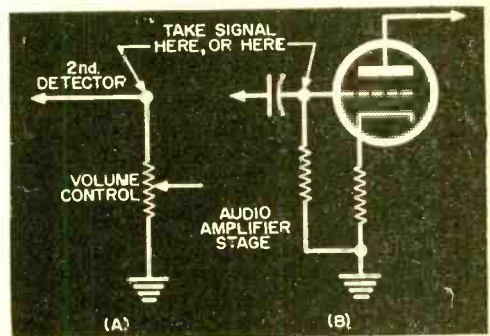 TAKE SIGNAL
HERE, OR HERE
2nd.
DETECTOR
VOLUME
CONTROL
AUDIO
AMPLIFIER
STAGE
(A)
(B)